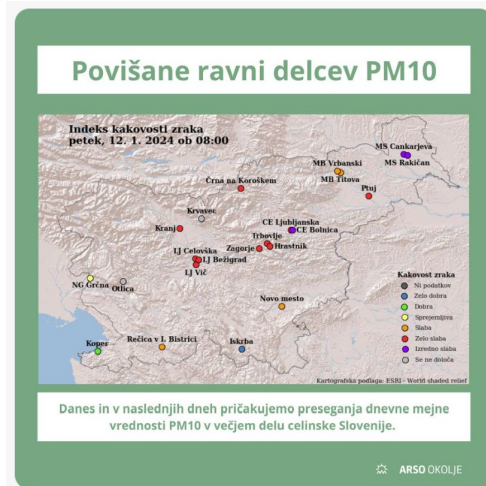 Povišane ravni delcev PM10
Indeks kakovosti zraka
petek, 12. 1. 2024 ob 08:00
MS Cankarjeva
MS Rakičan
MB Vrbanski
MB Titova
Ptuj
Črna na Koroškem
Krvavec
Kranj
CE Ljubljanska
CE Bolnica
Trbovlje
Zagorje
Hrastnik
LJ Celovška
LJ Bežigrad
LJ Vič
NG Grčna
Otlica
Novo mesto
Koper
Rečica v I. Bistrici
Iskrba
Kakovost zraka
Ni podatkov
Zelo dobra
Dobra
Sprejemljiva
Slaba
Zelo slaba
Izredno slaba
Se ne določa
Kartografska podlaga: ESRI - World shaded relief
Danes in v naslednjih dneh pričakujemo preseganja dnevne mejne
vrednosti PM10 v večjem delu celinske Slovenije.
ARSO OKOLJE